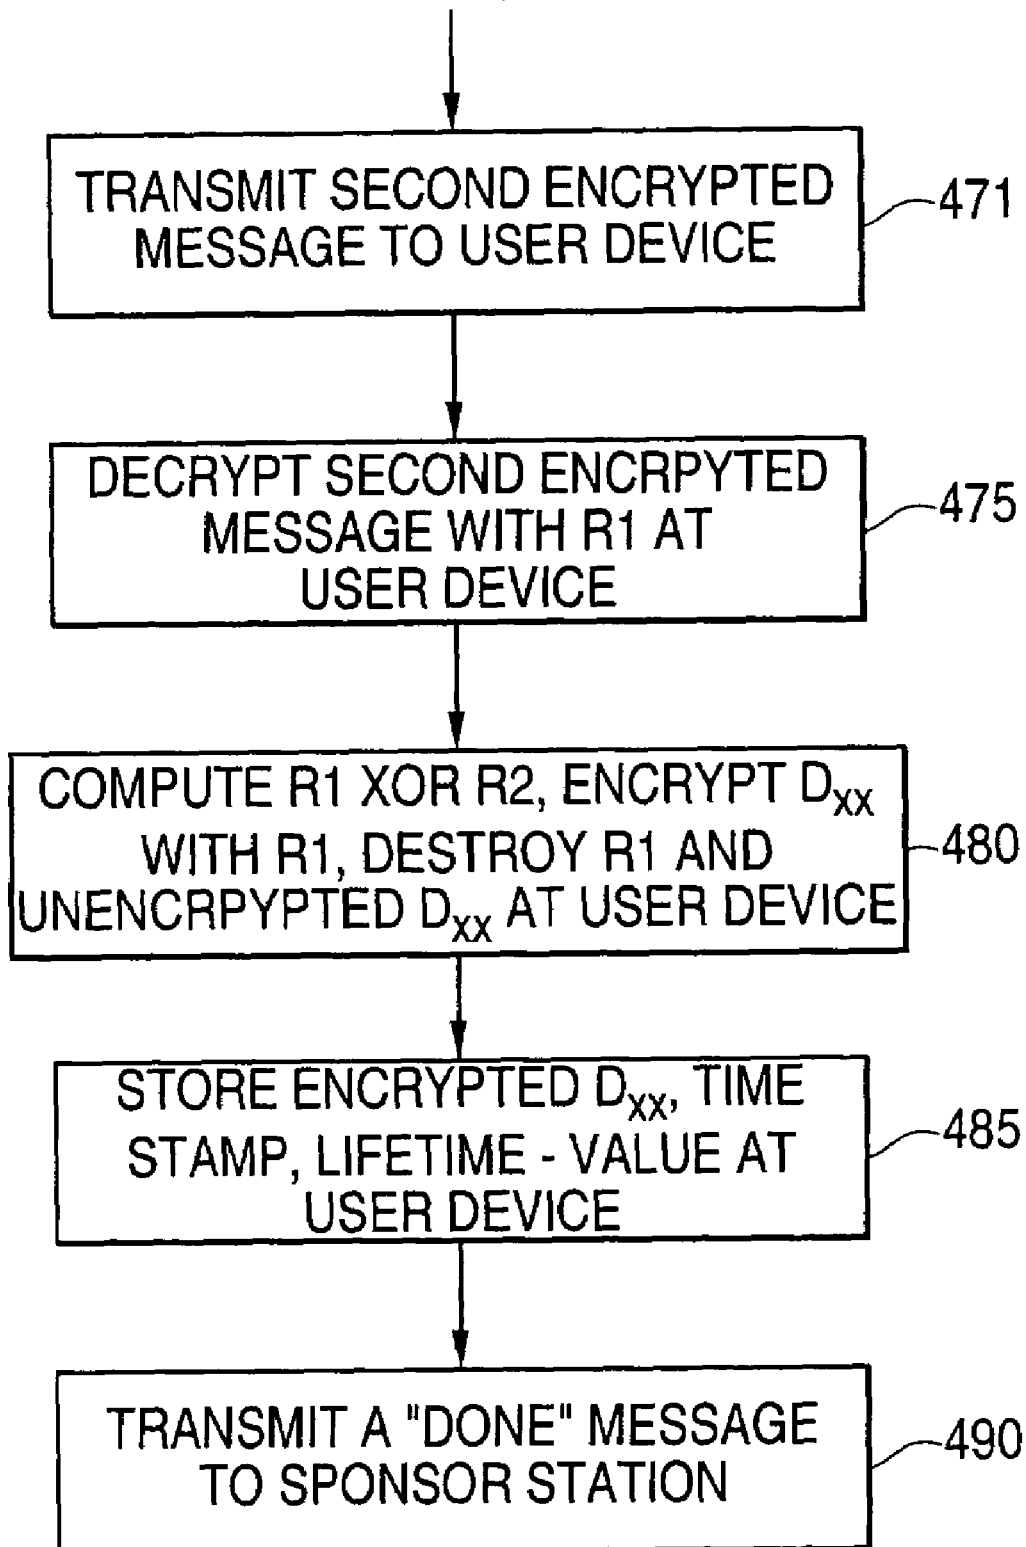 TRANSMIT SECOND ENCRYPTED
MESSAGE TO USER DEVICE
471
DECRYPT SECOND ENCRPYTED
MESSAGE WITH R1 AT
USER DEVICE
475
COMPUTE R1 XOR R2, ENCRYPT DXX
WITH R1, DESTROY R1 AND
UNENCRPYPTED DXX AT USER DEVICE
480
STORE ENCRYPTED DXX, TIME
STAMP, LIFETIME - VALUE AT
USER DEVICE
485
TRANSMIT A "DONE" MESSAGE
TO SPONSOR STATION
490